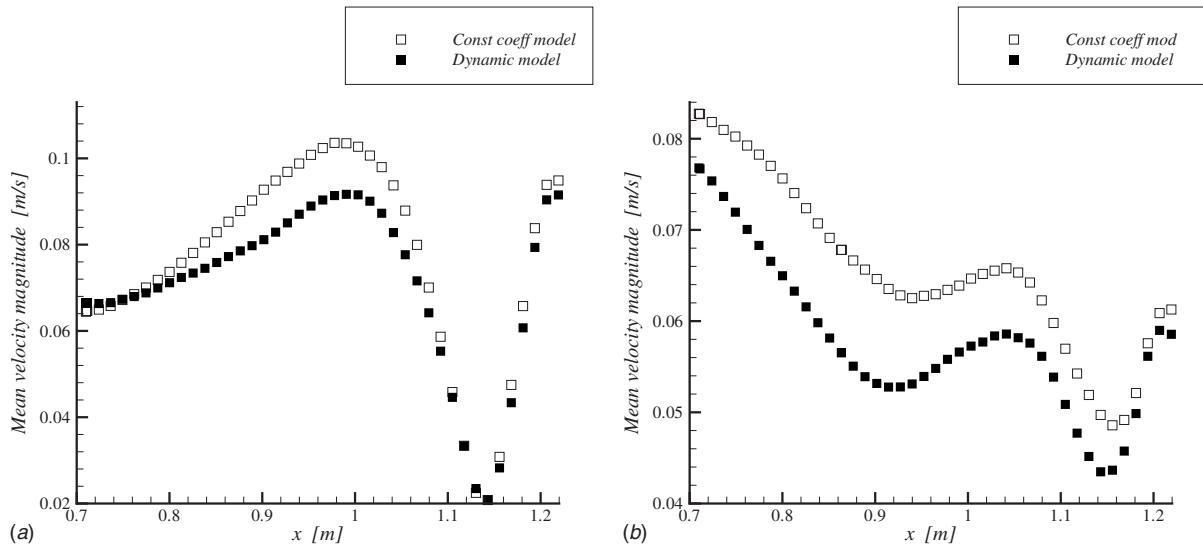 Const coeff model
Dynamic model
Mean velocity magnitude [m/s]
0.1
0.08
0.06
0.04
0.02
0.7 0.8 0.9 1 1.1 1.2
x [m]
(a)
Const coeff mod
Dynamic model
Mean velocity magnitude [m/s]
0.08
0.07
0.06
0.05
0.04
0.7 0.8 0.9 1 1.1 1.2
x [m]
(b)